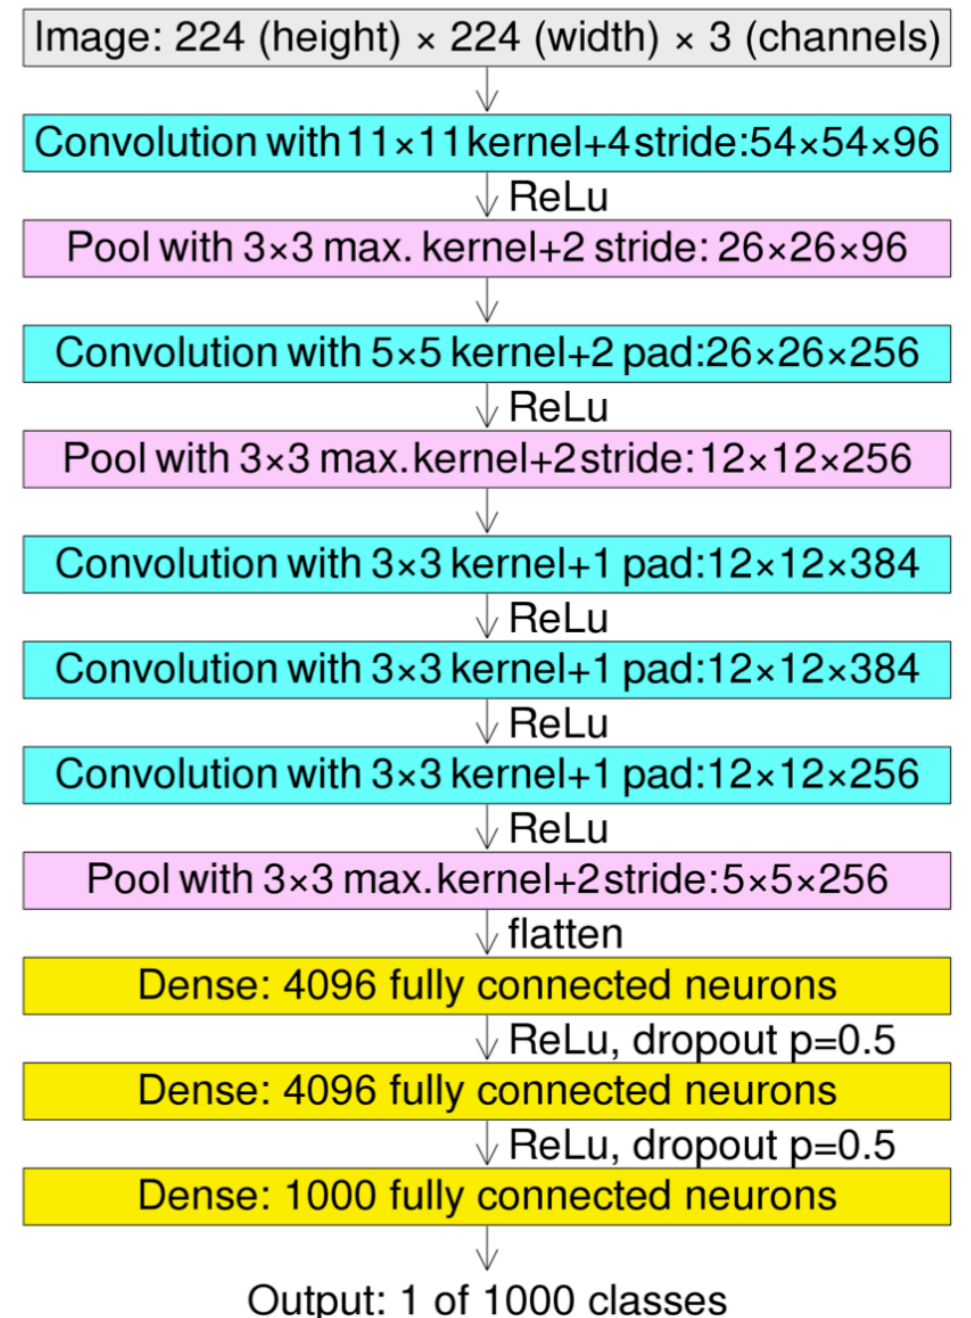 Image: 224 (height) × 224 (width) × 3 (channels)
Convolution with 11×11 kernel+4 stride:54×54×96
ReLu
Pool with 3×3 max. kernel+2 stride: 26×26×96
Convolution with 5×5 kernel+2 pad:26×26×256
ReLu
Pool with 3×3 max.kernel+2stride:12×12×256
Convolution with 3×3 kernel+1 pad:12×12×384
ReLu
Convolution with 3×3 kernel+1 pad:12×12×384
ReLu
Convolution with 3×3 kernel+1 pad:12×12×256
ReLu
Pool with 3×3 max.kernel+2stride:5×5×256
flatten
Dense: 4096 fully connected neurons
ReLu, dropout p=0.5
Dense: 4096 fully connected neurons
ReLu, dropout p=0.5
Dense: 1000 fully connected neurons
Output: 1 of 1000 classes